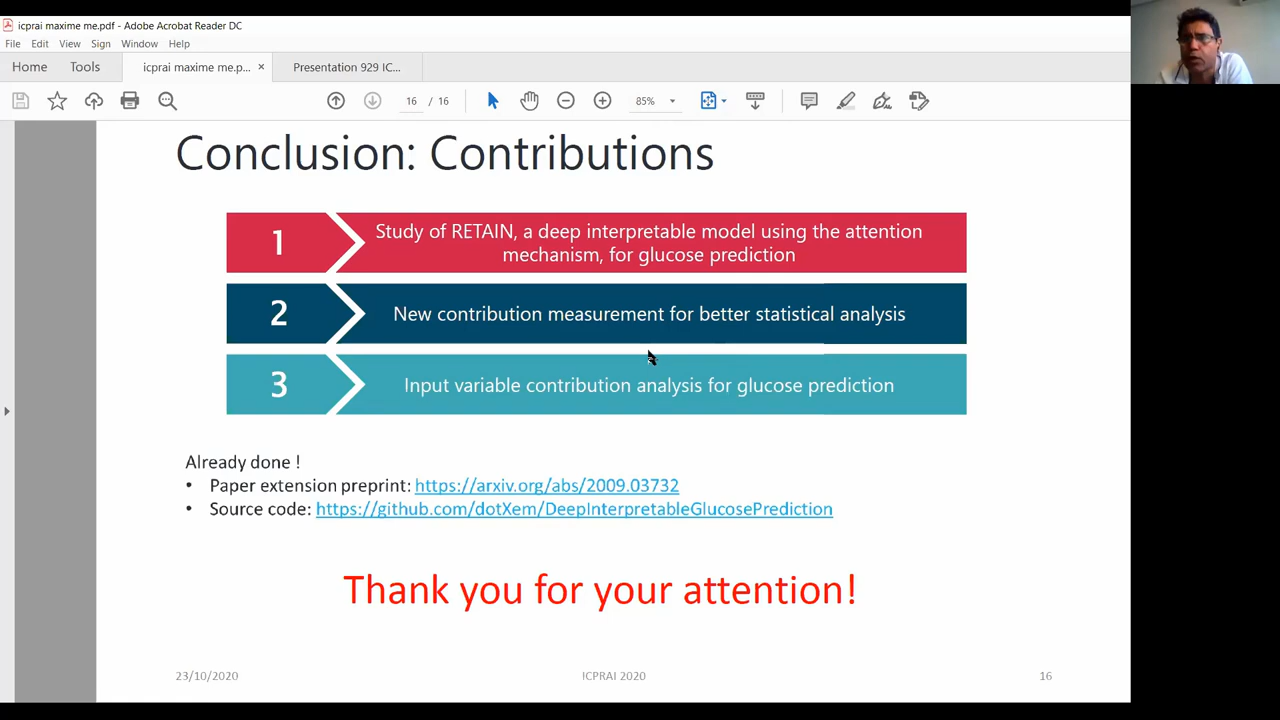 icprai maxime me.pdf - Adobe Acrobat Reader DC
File Edit View Sign Window Help
Home Tools icprai maxime me.p... × Presentation 929 IC...
16 / 16 85%
Conclusion: Contributions
1 Study of RETAIN, a deep interpretable model using the attention
mechanism, for glucose prediction
2 New contribution measurement for better statistical analysis
3 Input variable contribution analysis for glucose prediction
Already done !
• Paper extension preprint: https://arxiv.org/abs/2009.03732
• Source code: https://github.com/dotXem/DeepInterpretableGlucosePrediction
Thank you for your attention!
23/10/2020 ICPRAI 2020 16